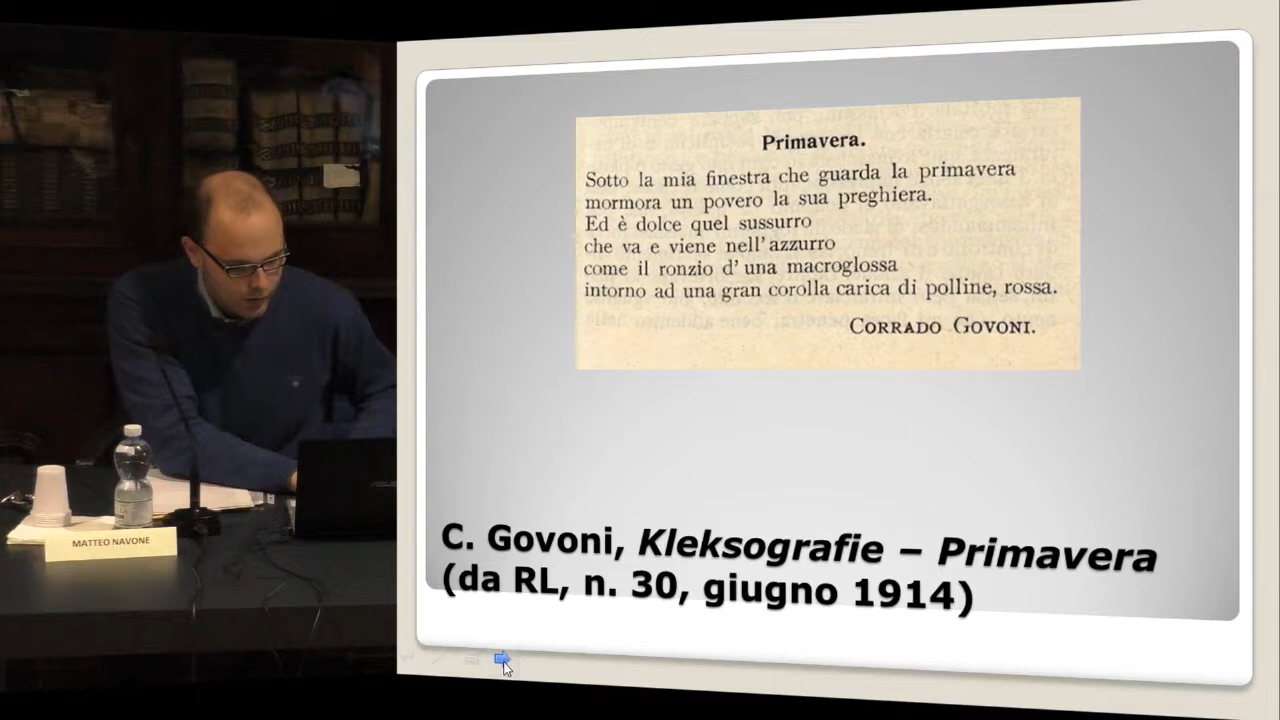 Primavera.
Sotto la mia finestra che guarda la primavera
mormora un povero la sua preghiera.
Ed è dolce quel sussurro
che va e viene nell'azzurro
come il ronzio d'una macroglossa
intorno ad una gran corolla carica di polline, rossa.
CORRADO GOVONI.
C. Govoni, Kleksografie – Primavera
(da RL, n. 30, giugno 1914)
MATTEO NAVONE